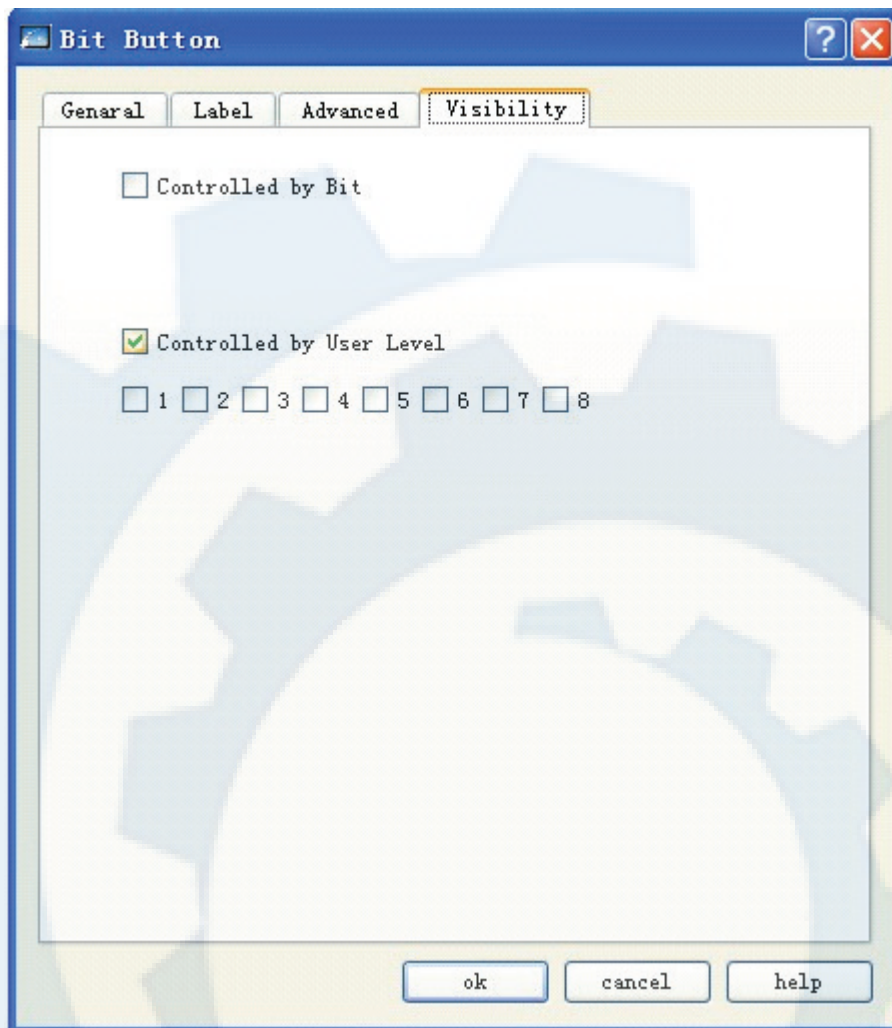 Bit Button
Genaral Label Advanced Visibility
Controlled by Bit
Controlled by User Level
1 2 3 4 5 6 7 8
ok cancel help